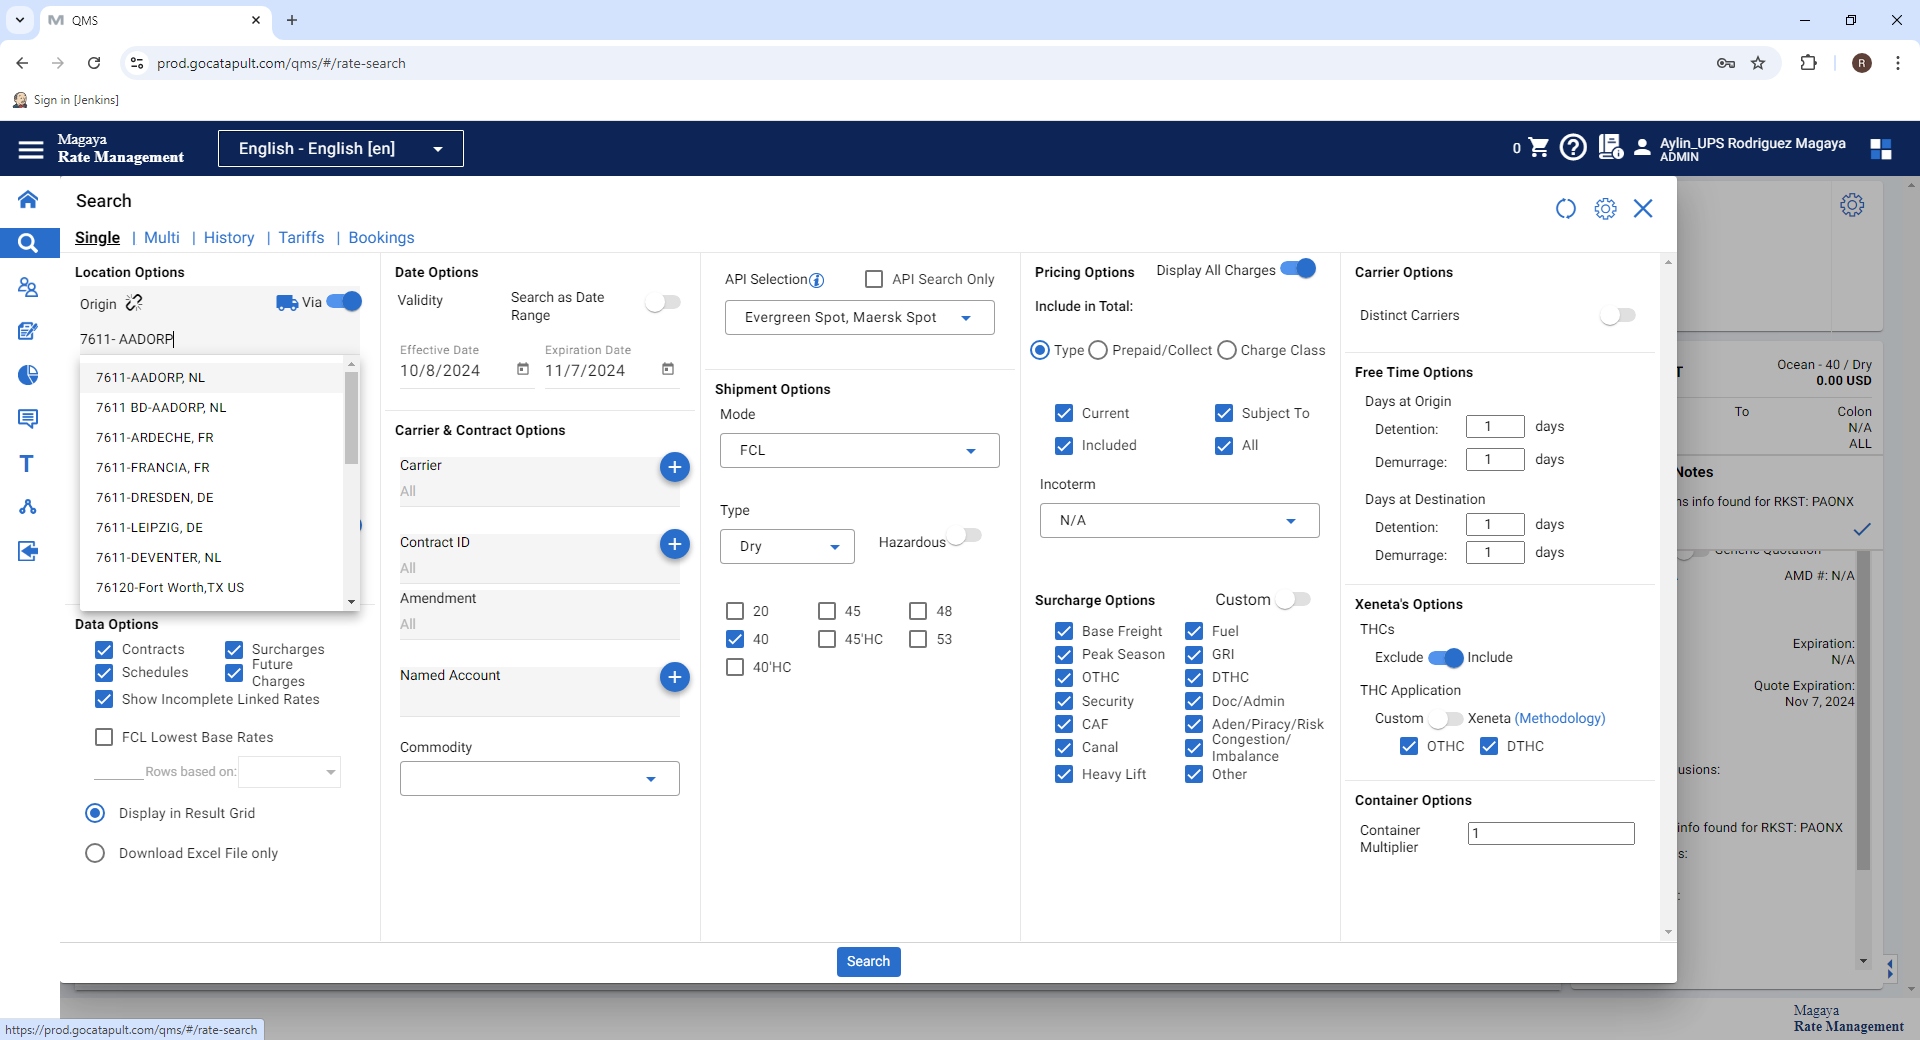 QMS
prod.gocatapult.com/qms/#/rate-search
R
Sign in [Jenkins]
Magaya
Rate Management
English - English [en]
0
Aylin_UPS Rodriguez Magaya
ADMIN
Search
Single | Multi | History | Tariffs | Bookings
Location Options
Origin
Via
7611- AADORP
7611-AADORP, NL
7611 BD-AADORP, NL
7611-ARDECHE, FR
7611-FRANCIA, FR
7611-DRESDEN, DE
7611-LEIPZIG, DE
7611-DEVENTER, NL
76120-Fort Worth,TX US
Data Options
Contracts
Surcharges
Schedules
Future
Charges
Show Incomplete Linked Rates
FCL Lowest Base Rates
Rows based on:
Display in Result Grid
Download Excel File only
Date Options
Validity
Search as Date
Range
Effective Date
10/8/2024
Expiration Date
11/7/2024
Carrier & Contract Options
Carrier
All
Contract ID
All
Amendment
All
Named Account
Commodity
API Selection
API Search Only
Evergreen Spot, Maersk Spot
Shipment Options
Mode
FCL
Type
Dry
Hazardous
20
45
48
40
45'HC
53
40'HC
Pricing Options
Display All Charges
Include in Total:
Type
Prepaid/Collect
Charge Class
Current
Subject To
Included
All
Incoterm
N/A
Surcharge Options
Custom
Base Freight
Fuel
Peak Season
GRI
OTHC
DTHC
Security
Doc/Admin
CAF
Aden/Piracy/Risk
Canal
Congestion/
Imbalance
Heavy Lift
Other
Carrier Options
Distinct Carriers
Free Time Options
Days at Origin
Detention: 1 days
Demurrage: 1 days
Days at Destination
Detention: 1 days
Demurrage: 1 days
Xeneta's Options
THCs
Exclude
Include
THC Application
Custom
Xeneta (Methodology)
OTHC
DTHC
Container Options
Container
Multiplier
1
Search
T
Ocean - 40 / Dry
0.00 USD
To
Colon
N/A
ALL
Notes
ns info found for RKST: PAONX
AMD #: N/A
Expiration:
N/A
Quote Expiration:
Nov 7, 2024
usions:
info found for RKST: PAONX
s:
:
https://prod.gocatapult.com/qms/#/rate-search
Magaya
Rate Management